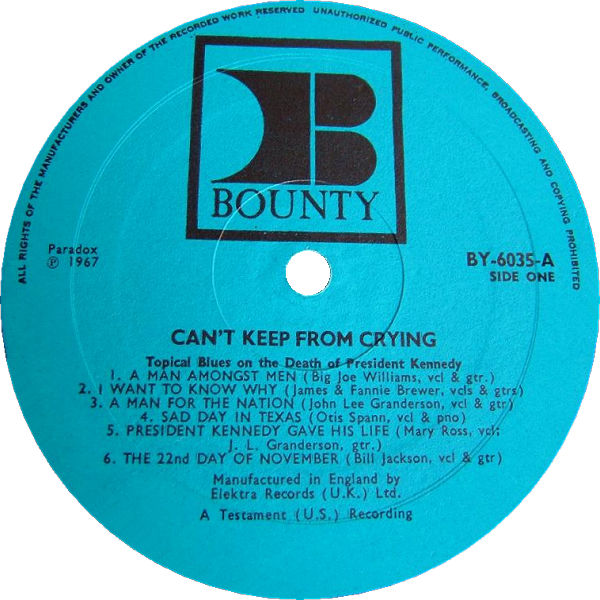 ALL RIGHTS OF THE MANUFACTURERS AND OWNER OF THE RECORDED WORK RESERVED UNAUTHORIZED PUBLIC PERFORMANCE, BROADCASTING AND COPYING PROHIBITED
B
BOUNTY
Paradox
℗ 1967
BY-6035-A
SIDE ONE
CAN'T KEEP FROM CRYING
Topical Blues on the Death of President Kennedy
1. A MAN AMONGST MEN (Big Joe Williams, vcl & gtr.)
2. I WANT TO KNOW WHY (James & Fannie Brewer, vcls & gtrs)
3. A MAN FOR THE NATION (John Lee Granderson, vcl & gtr)
4. SAD DAY IN TEXAS (Otis Spann, vcl & pno)
5. PRESIDENT KENNEDY GAVE HIS LIFE (Mary Ross, vcl;
J. L. Granderson, gtr.)
6. THE 22nd DAY OF NOVEMBER (Bill Jackson, vcl & gtr)
Manufactured in England by
Elektra Records (U.K.) Ltd.
A Testament (U.S.) Recording